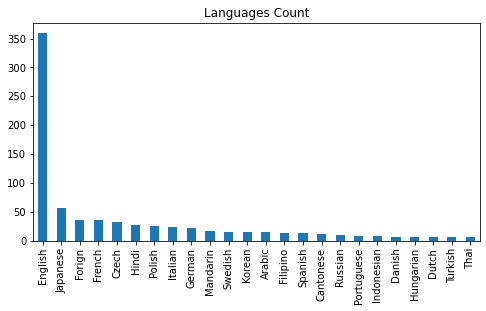 Languages Count
350
300
250
200
150
100
50
0
English
Japanese
Forign
French
Czech
Hindi
Polish
Italian
German
Mandarin
Swedish
Korean
Arabic
Filipino
Spanish
Cantonese
Russian
Portuguese
Indonesian
Danish
Hungarian
Dutch
Turkish
Thai